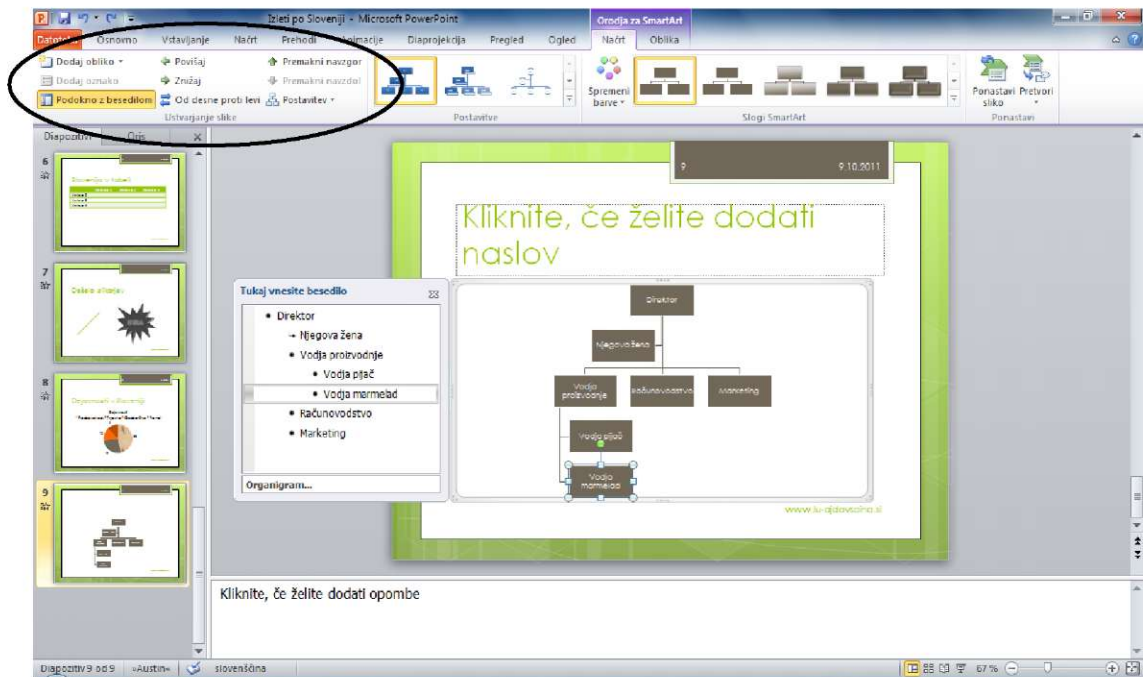 Izleti po Sloveniji - Microsoft PowerPoint
Orodja za SmartArt
Datoteka Osnovno Vstavljanje Načrt Prehodi Animacije Diaprojekcija Pregled Ogled Načrt Oblika
Dodaj obliko Povišaj Premakni navzgor
Dodaj oznako Znižaj Premakni navzdol
Podokno z besedilom Od desne proti levi Postavitev
Spremeni barve
Ponastavi sliko
Pretvori
Ustvarjanje slike Postavitve Slogi SmartArt Ponastavi
Diapozitivi Oris
6
7
8
9
9 9.10.2011
Kliknite, če želite dodati
naslov
Tukaj vnesite besedilo
Direktor
Njegova žena
Vodja proizvodnje
Vodja pijač
Vodja marmelad
Računovodstvo
Marketing
Organigram...
Direktor
Njegova žena
Vodja
proizvodnje
Računovodstvo
Marketing
Vodja pijač
Vodja
marmelad
Kliknite, če želite dodati opombe
Diapozitiv 9 od 9 »Austin« slovenščina 67 %